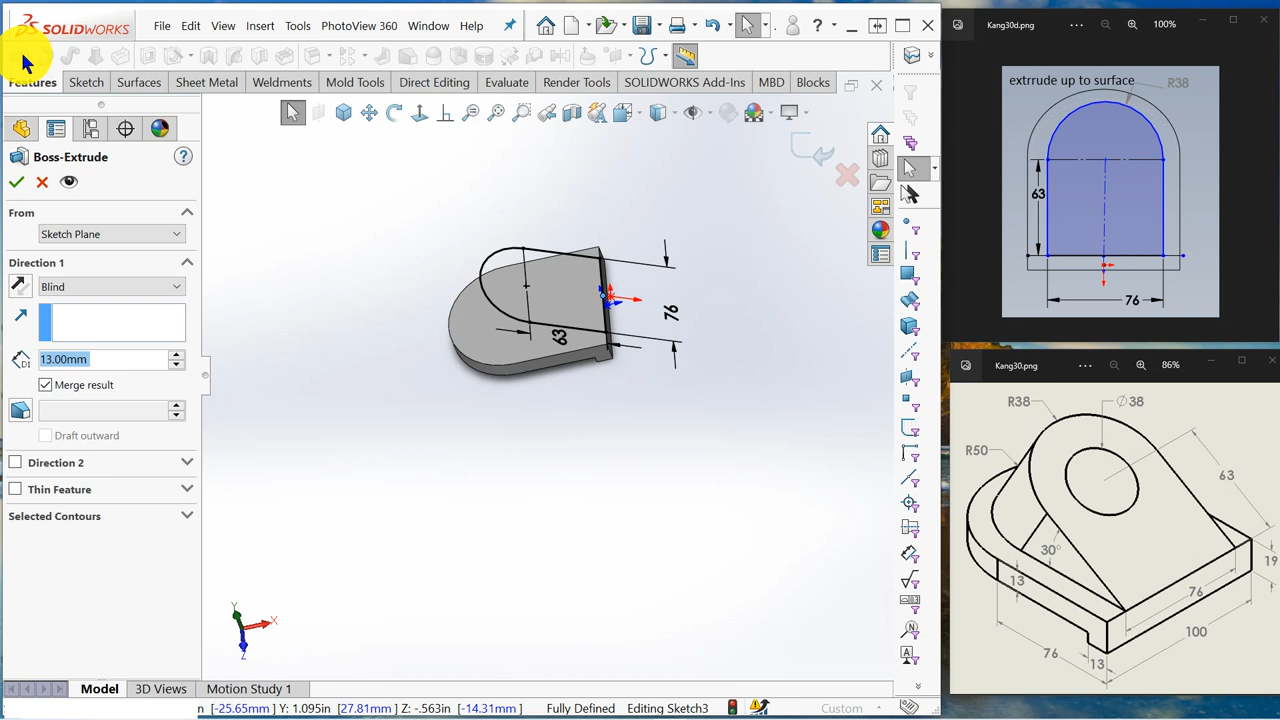 SOLIDWORKS File Edit View Insert Tools PhotoView 360 Window Help ?
Features Sketch Surfaces Sheet Metal Weldments Mold Tools Direct Editing Evaluate Render Tools SOLIDWORKS Add-Ins MBD Blocks
Boss-Extrude ?
From
Sketch Plane
Direction 1
Blind
D1 13.00mm
Merge result
Draft outward
Direction 2
Thin Feature
Selected Contours
76
63
Y
X
Z
Model 3D Views Motion Study 1
[-25.65mm] Y: 1.095in [27.81mm] Z: -.563in [-14.31mm] Fully Defined Editing Sketch3 Custom
Kang30d.png 100%
extrrude up to surface
R38
63
76
Kang30.png 86%
R38
∅38
R50
63
30°
13
19
76
100
76
13